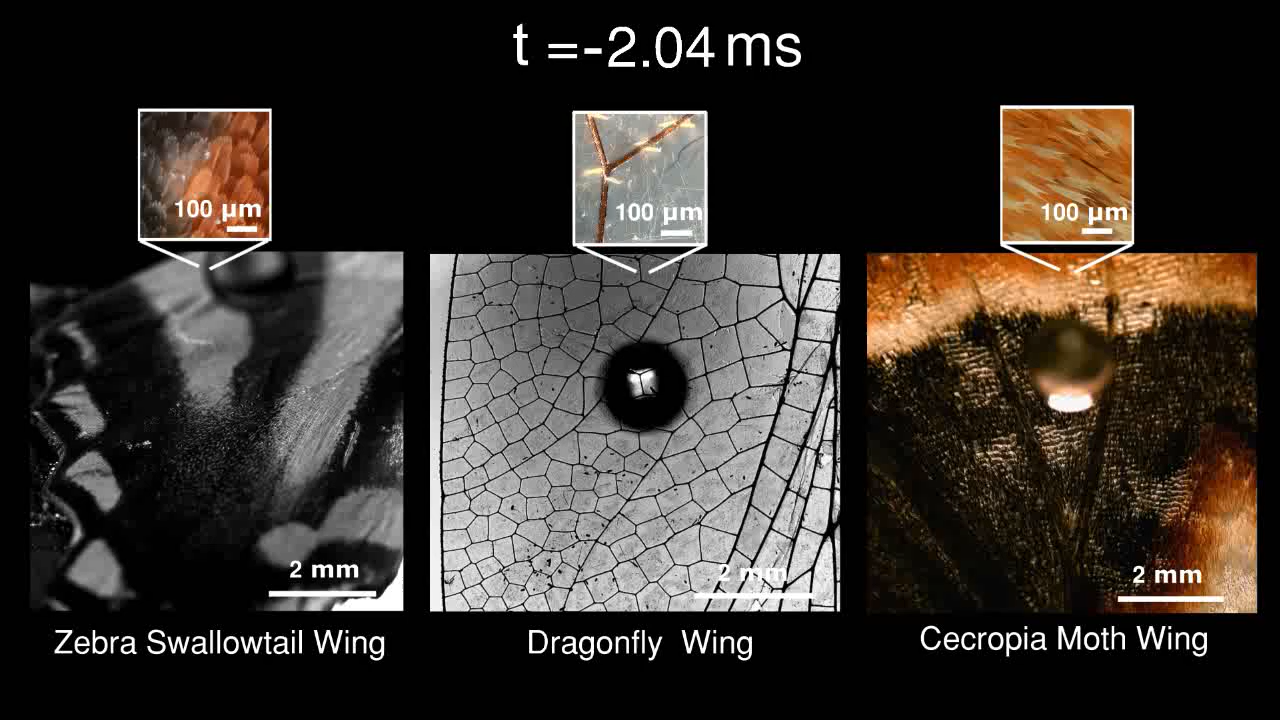 t =-2.04 ms
100 µm
100 µm
100 µm
2 mm
2 mm
2 mm
Zebra Swallowtail Wing
Dragonfly Wing
Cecropia Moth Wing